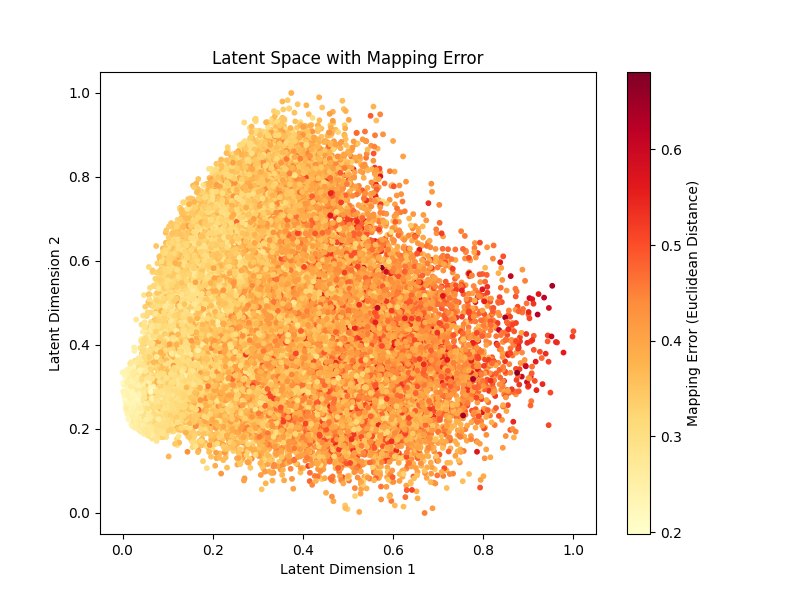 Latent Space with Mapping Error
1.0
0.8
0.6
0.4
0.2
0.0
Latent Dimension 2
0.0 0.2 0.4 0.6 0.8 1.0
Latent Dimension 1
0.6
0.5
0.4
0.3
0.2
Mapping Error (Euclidean Distance)